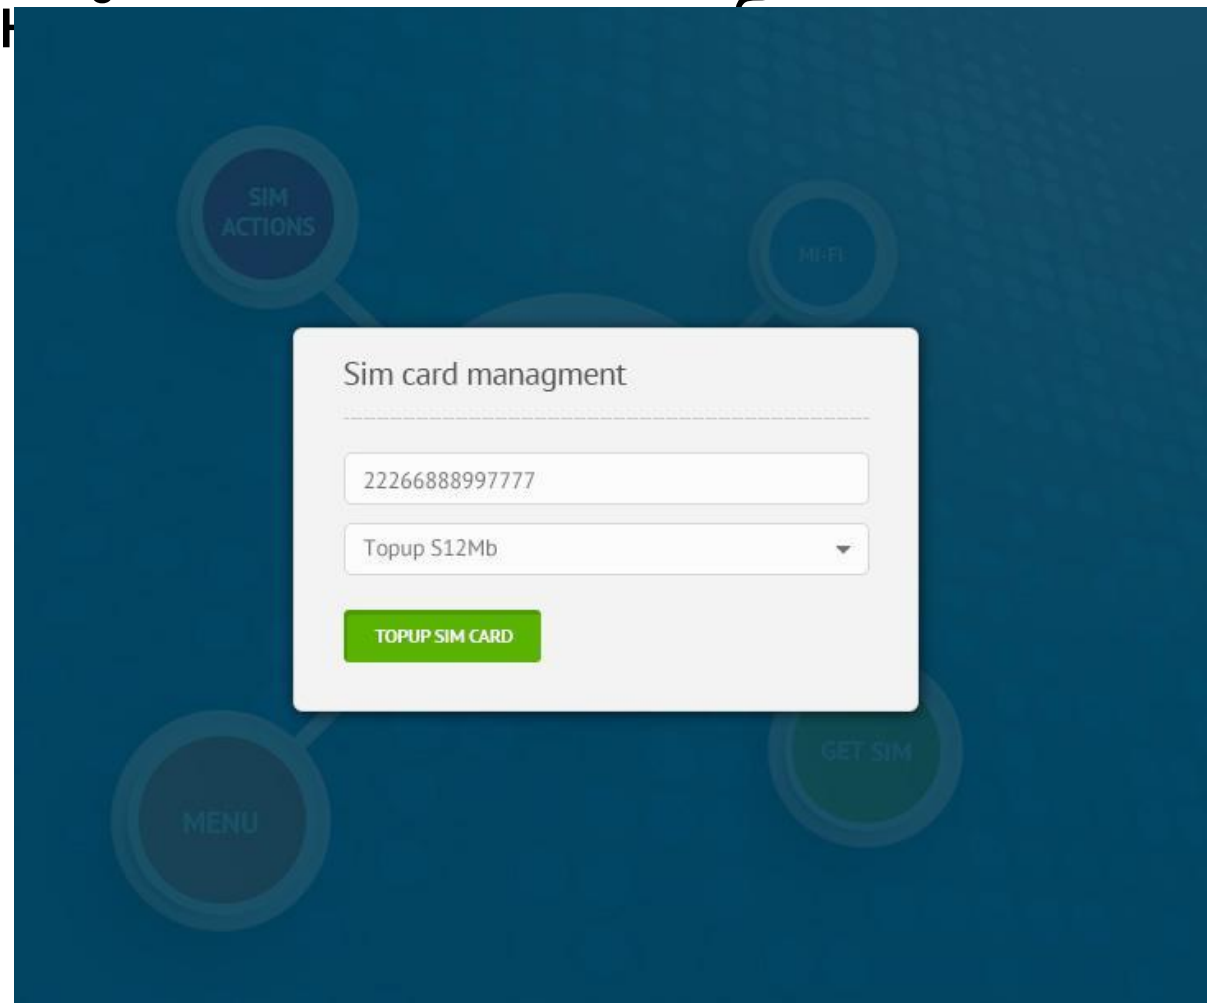 SIM
ACTIONS
MI-FI
Sim card managment
22266888997777
Topup S12Mb
TOPUP SIM CARD
GET SIM
MENU